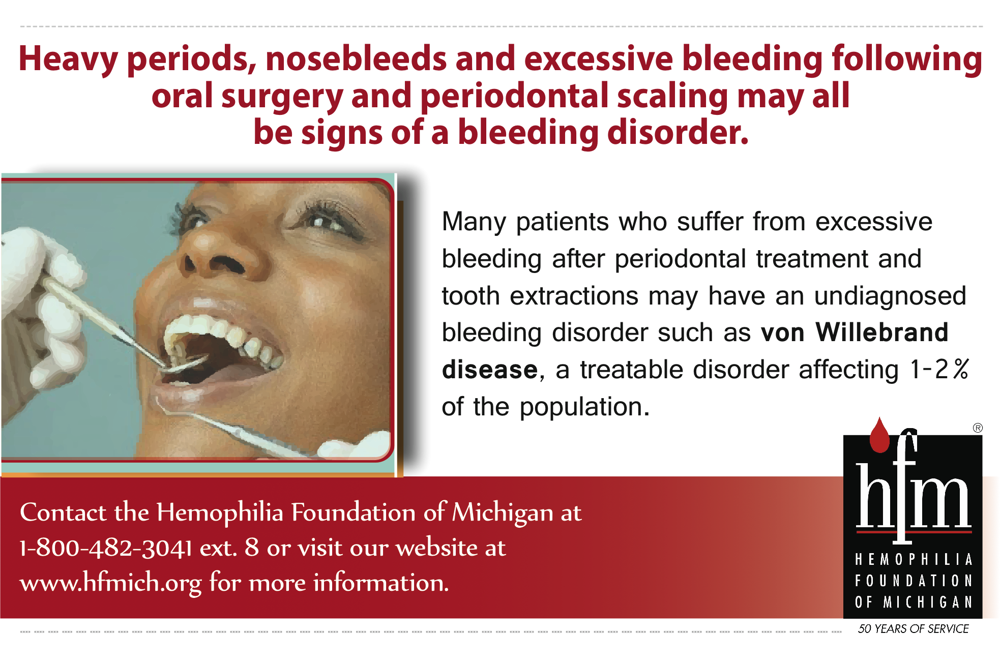 Heavy periods, nosebleeds and excessive bleeding following
oral surgery and periodontal scaling may all
be signs of a bleeding disorder.
Many patients who suffer from excessive
bleeding after periodontal treatment and
tooth extractions may have an undiagnosed
bleeding disorder such as von Willebrand
disease, a treatable disorder affecting 1-2%
of the population.
Contact the Hemophilia Foundation of Michigan at
1-800-482-3041 ext. 8 or visit our website at
www.hfmich.org for more information.
®
hfm
HEMOPHILIA
FOUNDATION
OF MICHIGAN
50 YEARS OF SERVICE